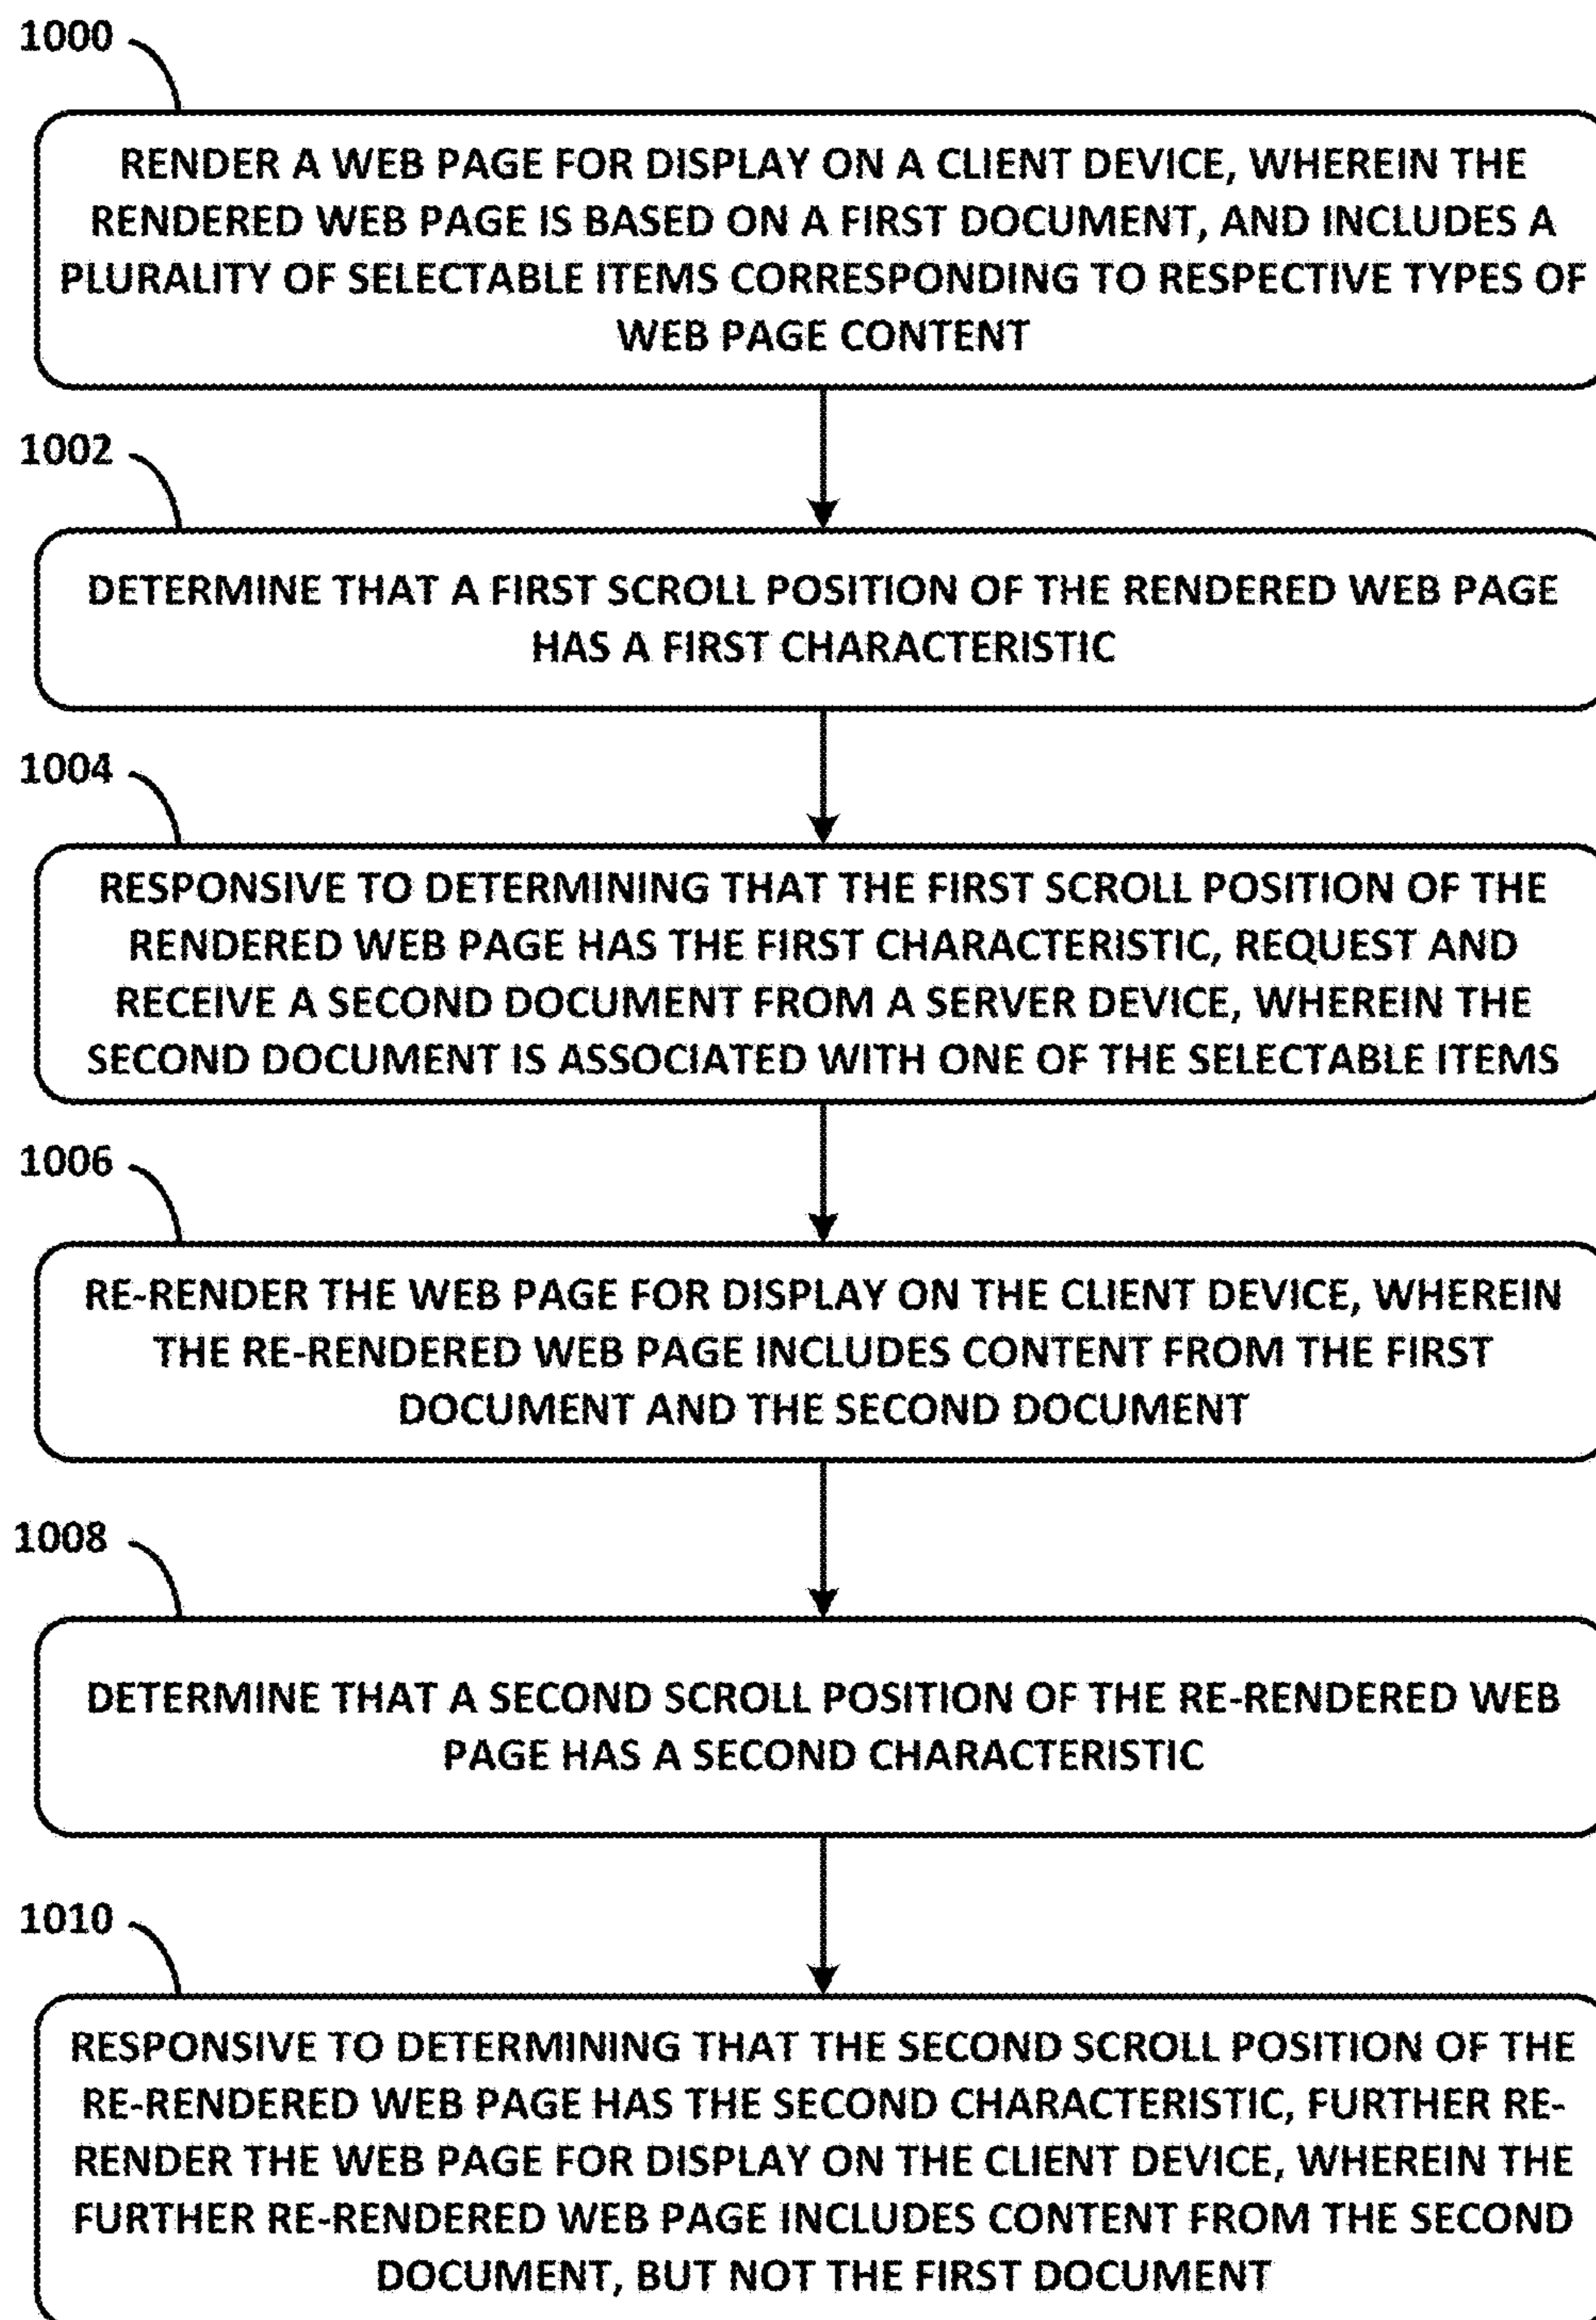 1000
RENDER A WEB PAGE FOR DISPLAY ON A CLIENT DEVICE, WHEREIN THE
RENDERED WEB PAGE IS BASED ON A FIRST DOCUMENT, AND INCLUDES A
PLURALITY OF SELECTABLE ITEMS CORRESPONDING TO RESPECTIVE TYPES OF
WEB PAGE CONTENT
1002
DETERMINE THAT A FIRST SCROLL POSITION OF THE RENDERED WEB PAGE
HAS A FIRST CHARACTERISTIC
1004
RESPONSIVE TO DETERMINING THAT THE FIRST SCROLL POSITION OF THE
RENDERED WEB PAGE HAS THE FIRST CHARACTERISTIC, REQUEST AND
RECEIVE A SECOND DOCUMENT FROM A SERVER DEVICE, WHEREIN THE
SECOND DOCUMENT IS ASSOCIATED WITH ONE OF THE SELECTABLE ITEMS
1006
RE-RENDER THE WEB PAGE FOR DISPLAY ON THE CLIENT DEVICE, WHEREIN
THE RE-RENDERED WEB PAGE INCLUDES CONTENT FROM THE FIRST
DOCUMENT AND THE SECOND DOCUMENT
1008
DETERMINE THAT A SECOND SCROLL POSITION OF THE RE-RENDERED WEB
PAGE HAS A SECOND CHARACTERISTIC
1010
RESPONSIVE TO DETERMINING THAT THE SECOND SCROLL POSITION OF THE
RE-RENDERED WEB PAGE HAS THE SECOND CHARACTERISTIC, FURTHER RE-
RENDER THE WEB PAGE FOR DISPLAY ON THE CLIENT DEVICE, WHEREIN THE
FURTHER RE-RENDERED WEB PAGE INCLUDES CONTENT FROM THE SECOND
DOCUMENT, BUT NOT THE FIRST DOCUMENT